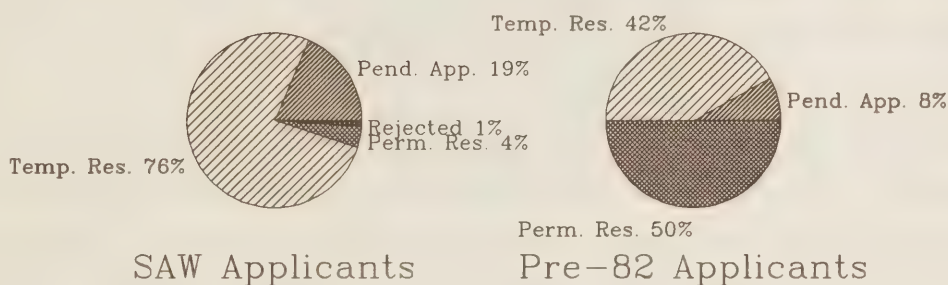 Temp. Res. 42%
Pend. App. 19%
Pend. App. 8%
Rejected 1%
Perm. Res. 4%
Temp. Res. 76%
Perm. Res. 50%
SAW Applicants
Pre-82 Applicants